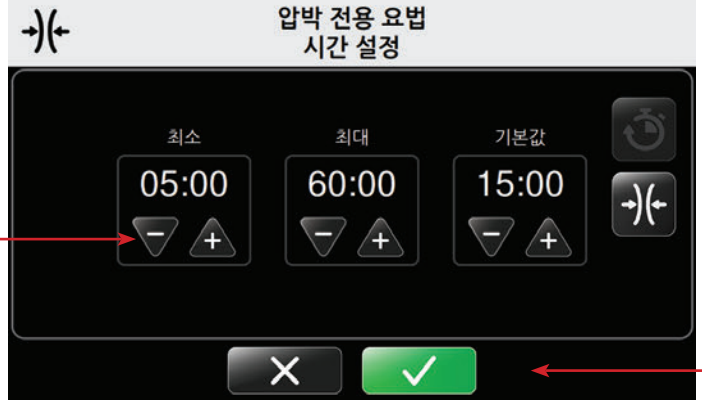 압박 전용 요법
시간 설정
최소 최대 기본값
05:00 60:00 15:00
− + − + − +